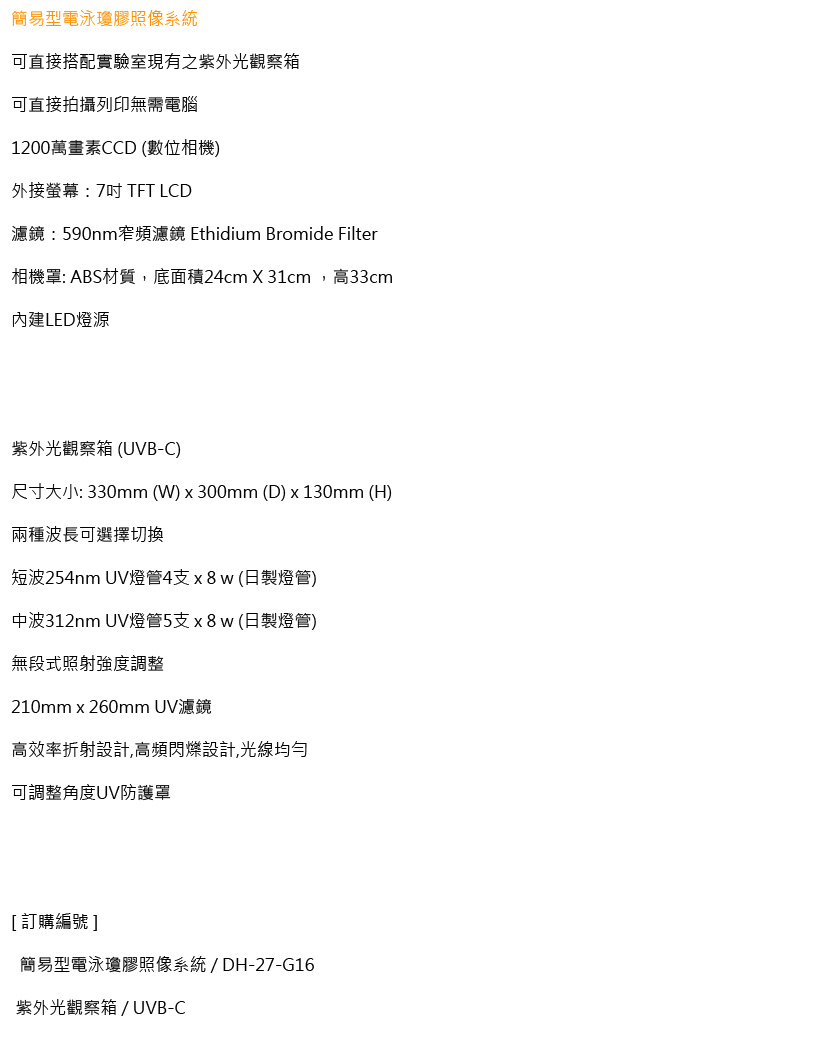 簡易型電泳瓊膠照像系統
可直接搭配實驗室現有之紫外光觀察箱
可直接拍攝列印無需電腦
1200萬畫素CCD (數位相機)
外接螢幕：7吋 TFT LCD
濾鏡：590nm窄頻濾鏡 Ethidium Bromide Filter
相機罩: ABS材質，底面積24cm X 31cm ，高33cm
內建LED燈源
紫外光觀察箱 (UVB-C)
尺寸大小: 330mm (W) x 300mm (D) x 130mm (H)
兩種波長可選擇切換
短波254nm UV燈管4支 x 8 w (日製燈管)
中波312nm UV燈管5支 x 8 w (日製燈管)
無段式照射強度調整
210mm x 260mm UV濾鏡
高效率折射設計,高頻閃爍設計,光線均勻
可調整角度UV防護罩
[ 訂購編號 ]
簡易型電泳瓊膠照像系統 / DH-27-G16
紫外光觀察箱 / UVB-C